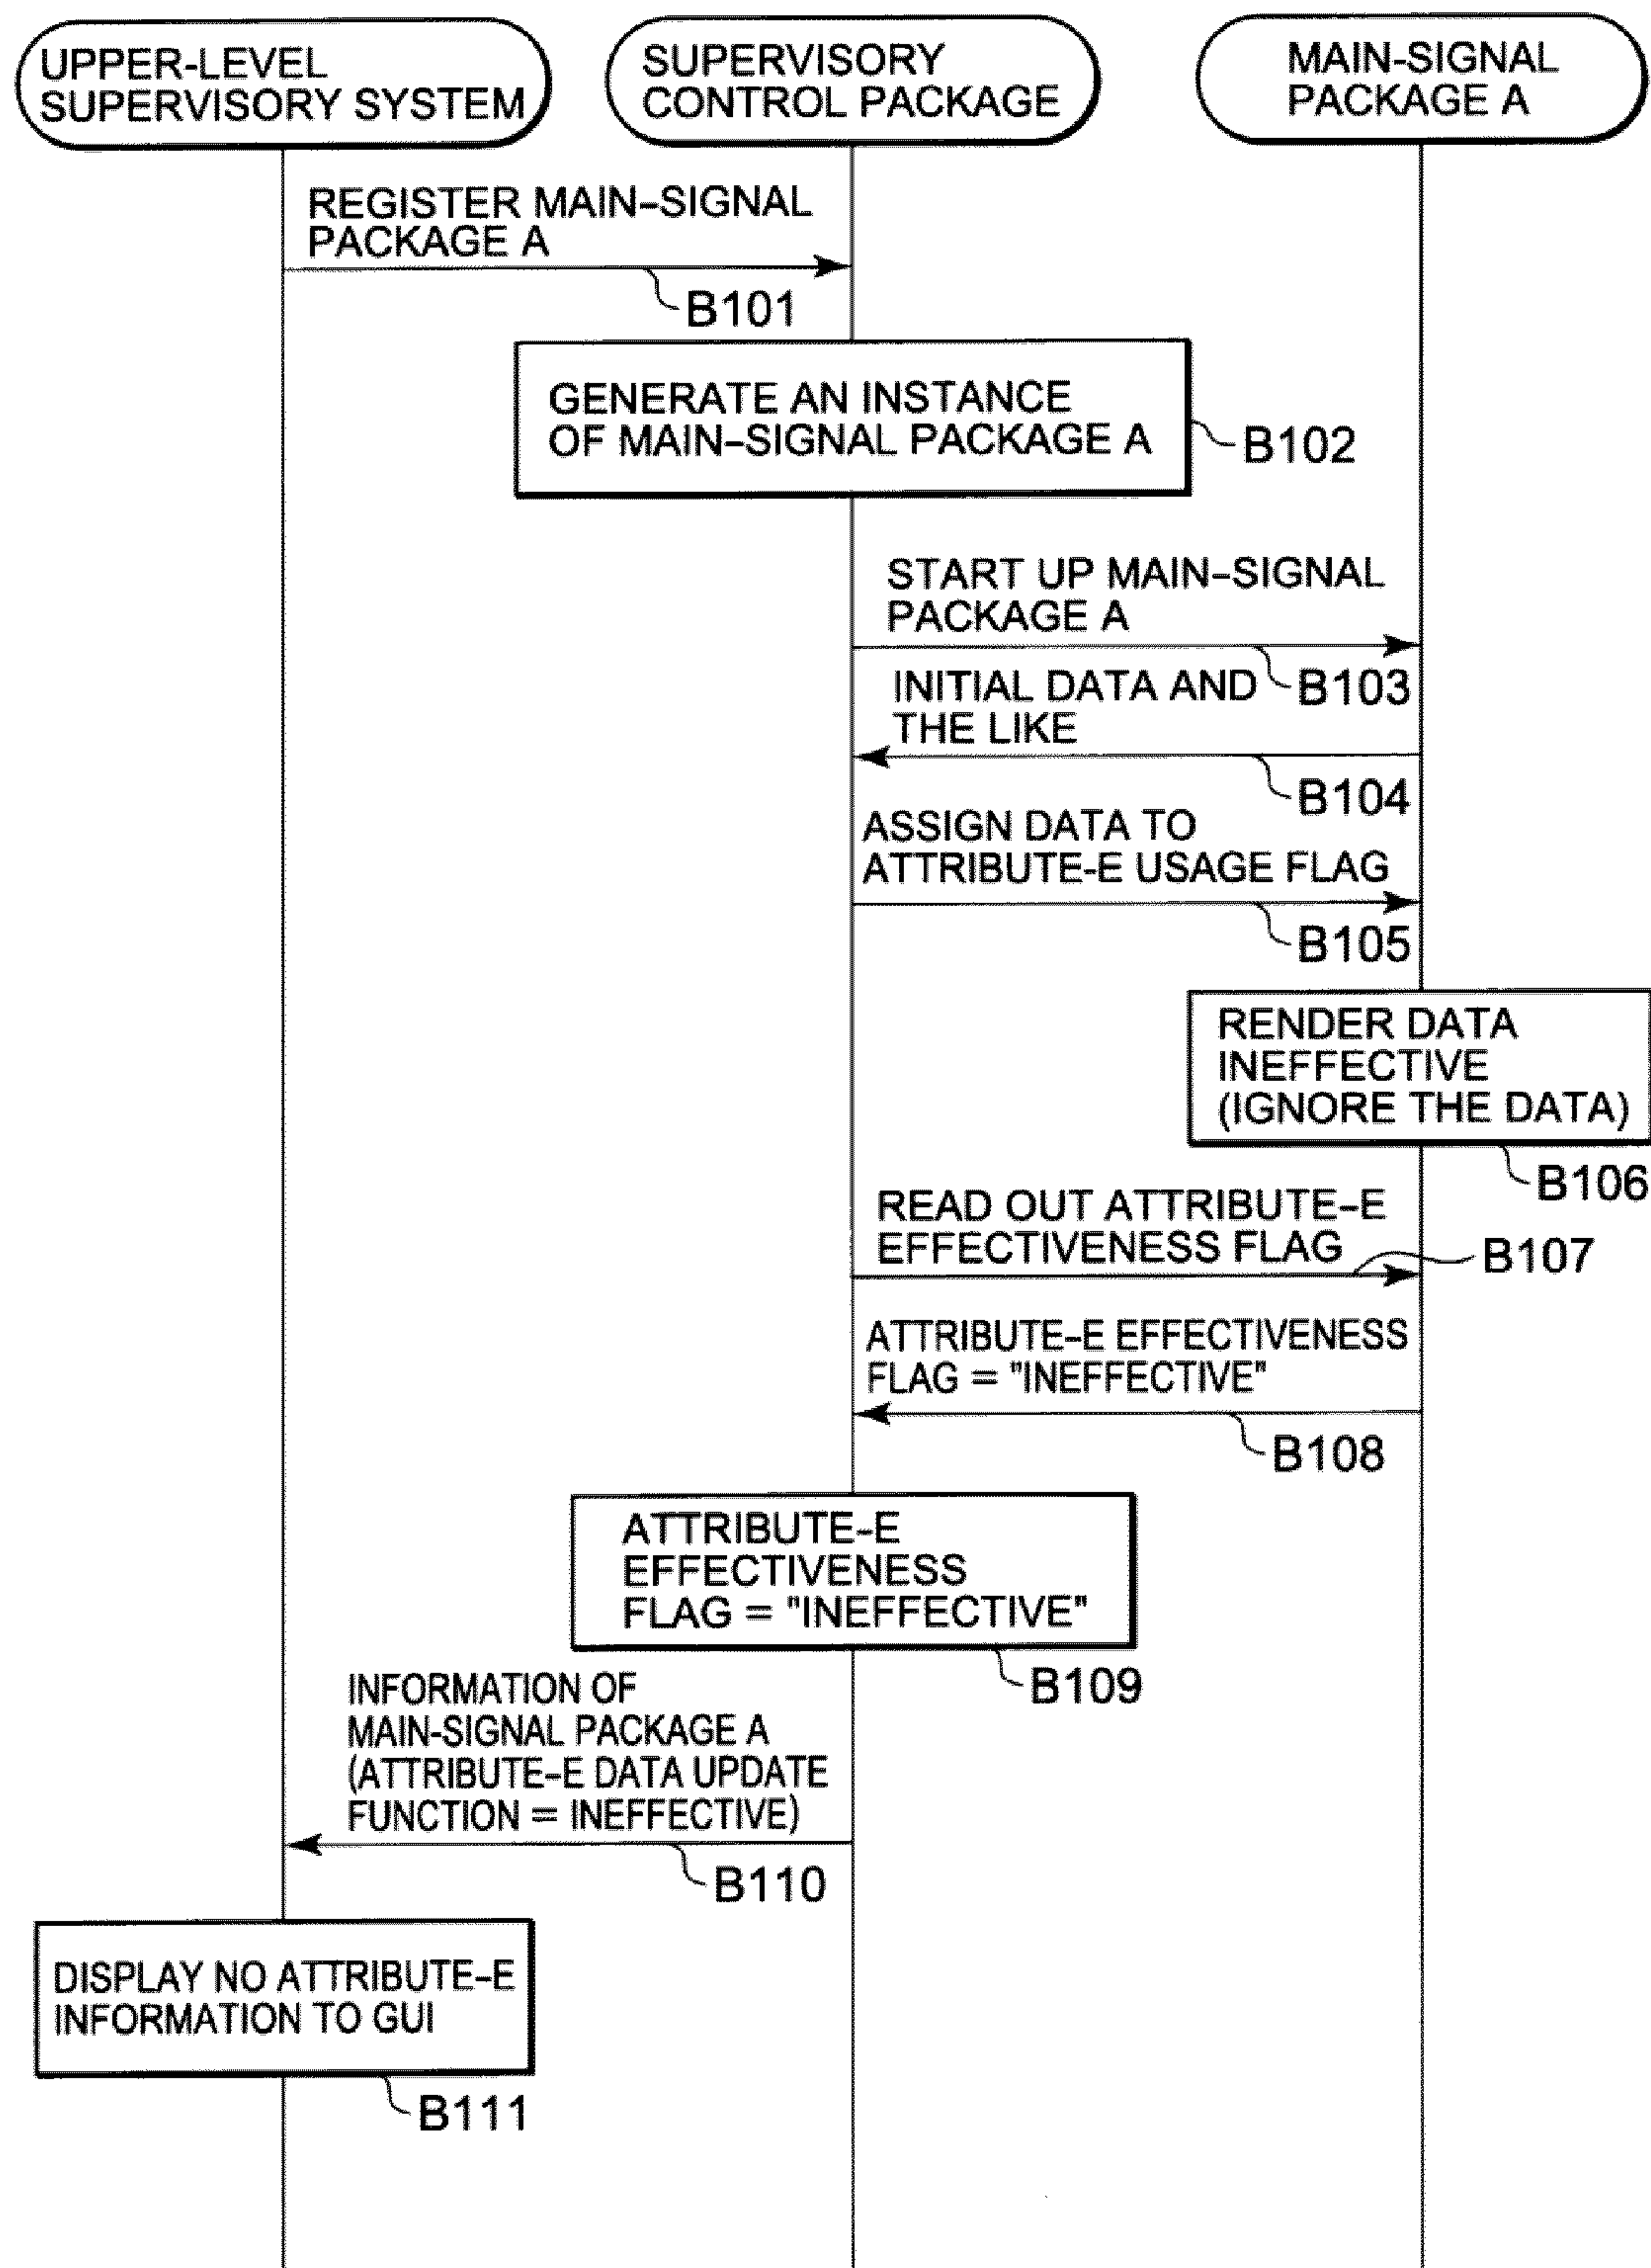 UPPER-LEVEL
SUPERVISORY SYSTEM
SUPERVISORY
CONTROL PACKAGE
MAIN-SIGNAL
PACKAGE A
REGISTER MAIN-SIGNAL
PACKAGE A
B101
GENERATE AN INSTANCE
OF MAIN-SIGNAL PACKAGE A
B102
START UP MAIN-SIGNAL
PACKAGE A
B103
INITIAL DATA AND
THE LIKE
B104
ASSIGN DATA TO
ATTRIBUTE-E USAGE FLAG
B105
RENDER DATA
INEFFECTIVE
(IGNORE THE DATA)
B106
READ OUT ATTRIBUTE-E
EFFECTIVENESS FLAG
B107
ATTRIBUTE-E EFFECTIVENESS
FLAG = "INEFFECTIVE"
B108
ATTRIBUTE-E
EFFECTIVENESS
FLAG = "INEFFECTIVE"
B109
INFORMATION OF
MAIN-SIGNAL PACKAGE A
(ATTRIBUTE-E DATA UPDATE
FUNCTION = INEFFECTIVE)
B110
DISPLAY NO ATTRIBUTE-E
INFORMATION TO GUI
B111